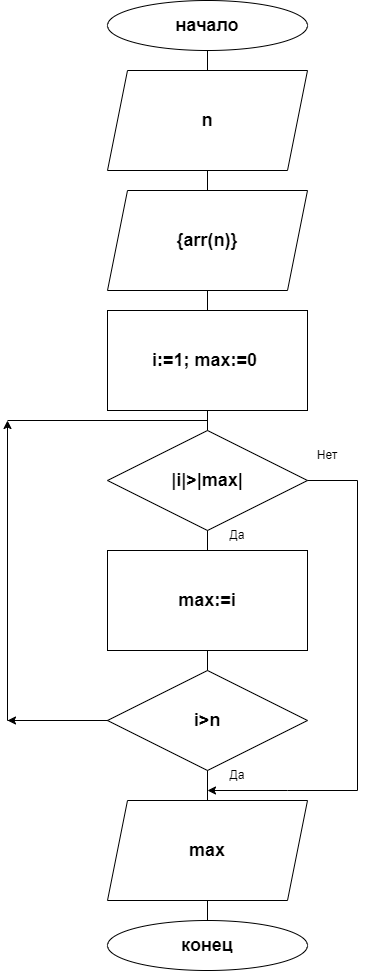 начало
n
{arr(n)}
i:=1; max:=0
Нет
|i|>|max|
Да
max:=i
i>n
Да
max
конец